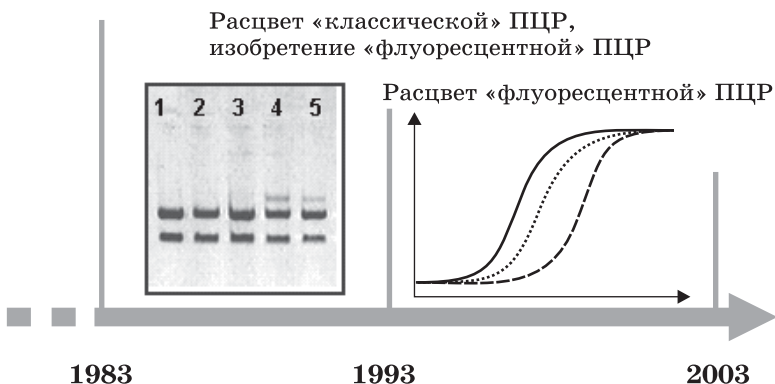 Расцвет «классической» ПЦР,
изобретение «флуоресцентной» ПЦР
Расцвет «флуоресцентной» ПЦР
1 2 3 4 5
1983 1993 2003